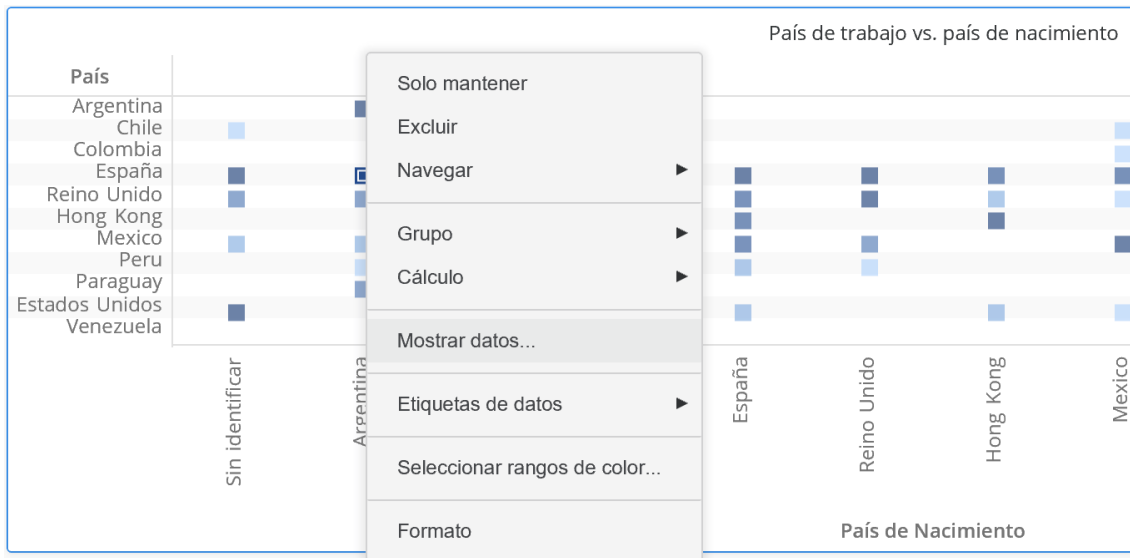 País de trabajo vs. país de nacimiento
País
Argentina
Chile
Colombia
España
Reino Unido
Hong Kong
Mexico
Peru
Paraguay
Estados Unidos
Venezuela
Solo mantener
Excluir
Navegar
Grupo
Cálculo
Mostrar datos...
Etiquetas de datos
Seleccionar rangos de color...
Formato
Sin identificar
Argentina
España
Reino Unido
Hong Kong
Mexico
País de Nacimiento